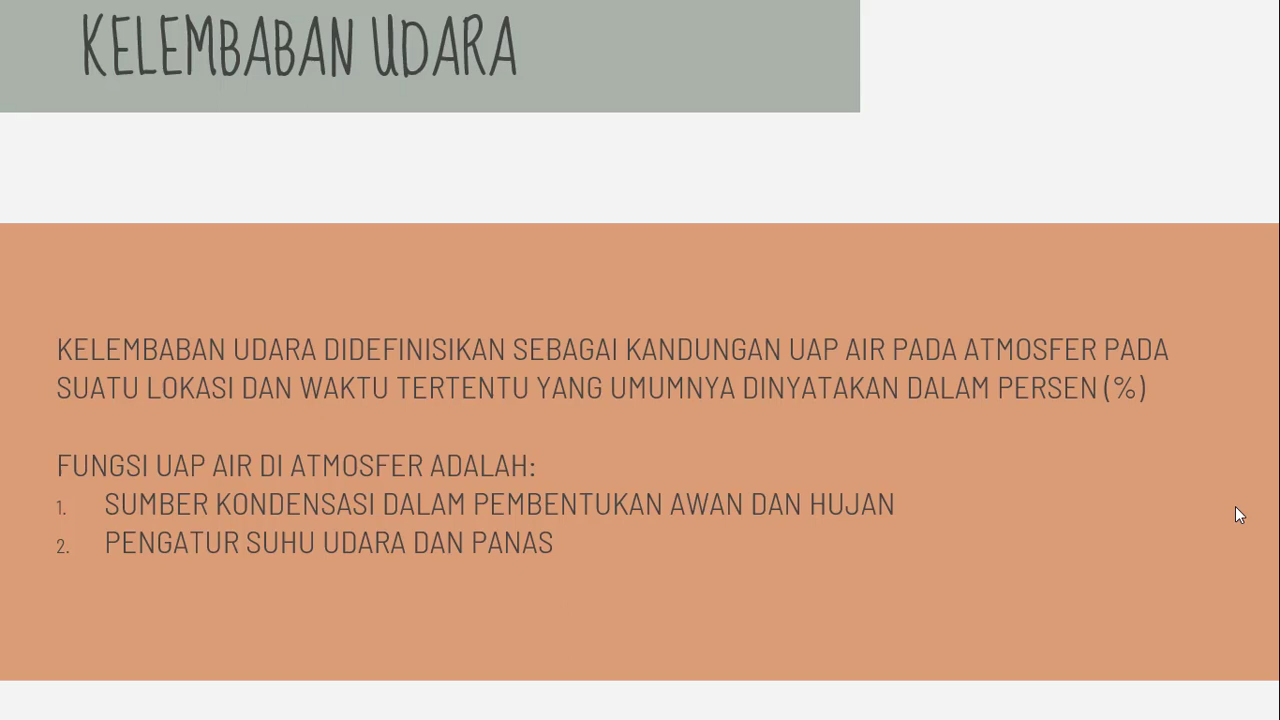 KELEMBABAN UDARA
KELEMBABAN UDARA DIDEFINISIKAN SEBAGAI KANDUNGAN UAP AIR PADA ATMOSFER PADA
SUATU LOKASI DAN WAKTU TERTENTU YANG UMUMNYA DINYATAKAN DALAM PERSEN (%)
FUNGSI UAP AIR DI ATMOSFER ADALAH:
1. SUMBER KONDENSASI DALAM PEMBENTUKAN AWAN DAN HUJAN
2. PENGATUR SUHU UDARA DAN PANAS